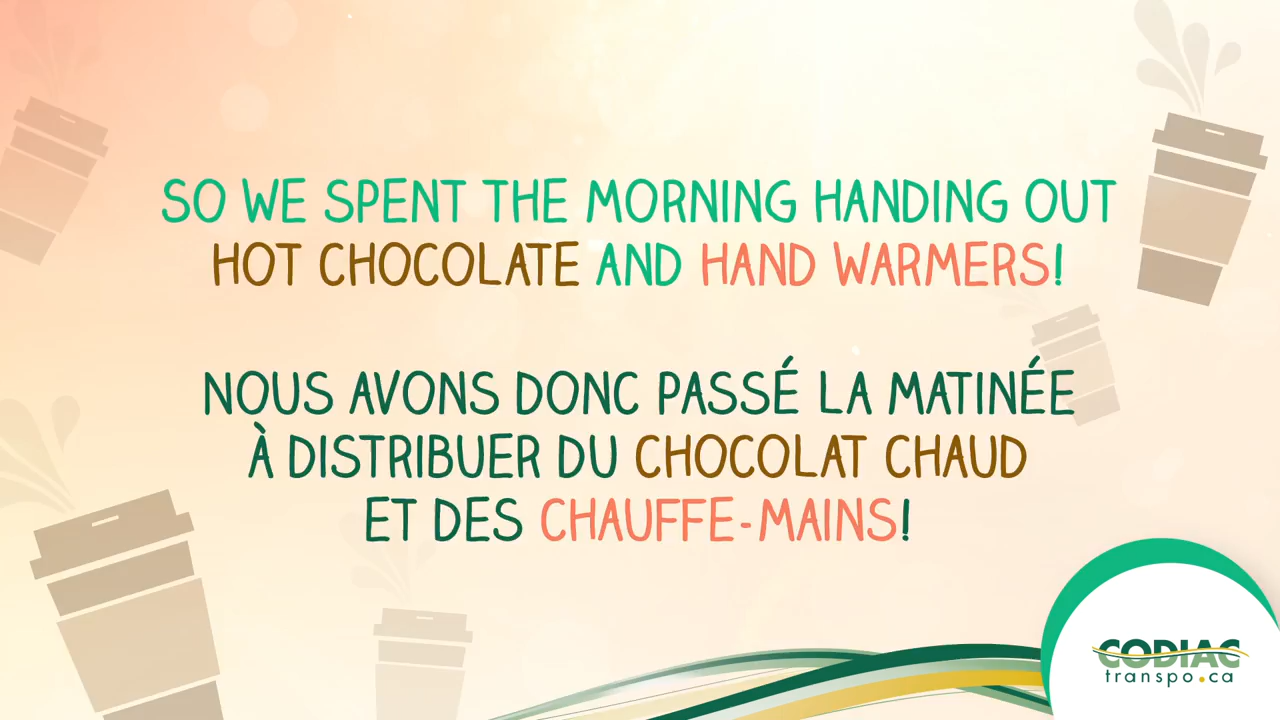 SO WE SPENT THE MORNING HANDING OUT
HOT CHOCOLATE AND HAND WARMERS!
NOUS AVONS DONC PASSÉ LA MATINÉE
À DISTRIBUER DU CHOCOLAT CHAUD
ET DES CHAUFFE-MAINS!
CODIAC
transpo.ca